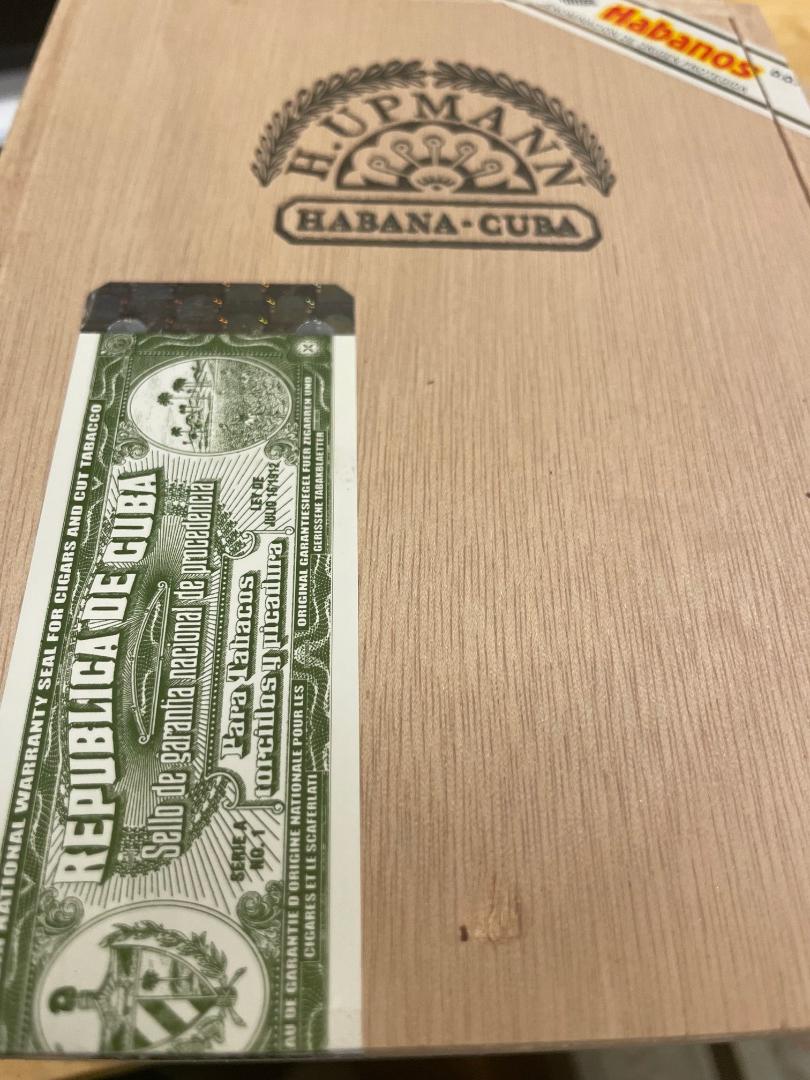 Habanos
H.UPMANN
HABANA-CUBA
NATIONAL WARRANTY SEAL FOR CIGARS AND CUT TABACCO
REPUBLICA DE CUBA
Sello de garantia nacional de procedencia
LEY DE
JULIO 16 1912
Para Tabacos
torcidos y picadura
SERIE A
NO. 1
ORIGINAL GARANTIESIEGEL FUER ZIGARREN UND
GERISSENE TABAKBLAETTER
AU DE GARANTIE D ORIGINE NATIONALE POUR LES
CIGARES ET LE SCAFERLATI